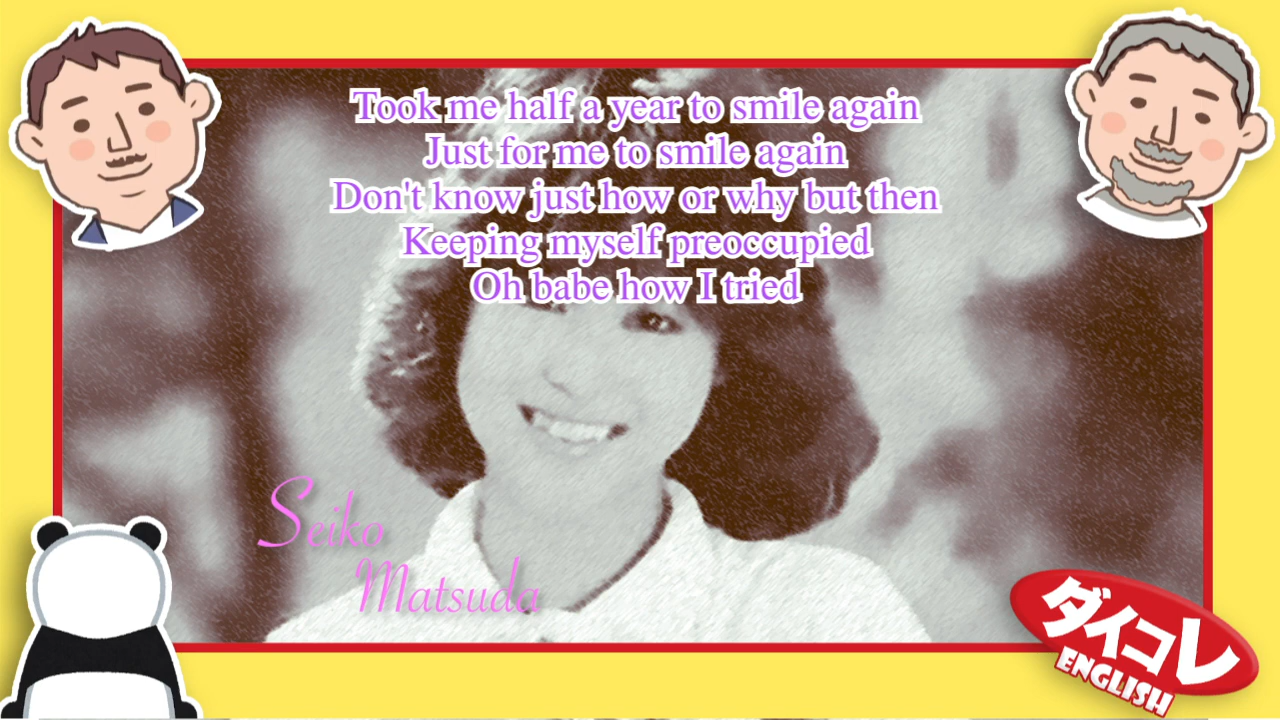 Took me half a year to smile again
Just for me to smile again
Don't know just how or why but then
Keeping myself preoccupied
Oh babe how I tried
Seiko
Matsuda
ダイコレ
ENGLISH